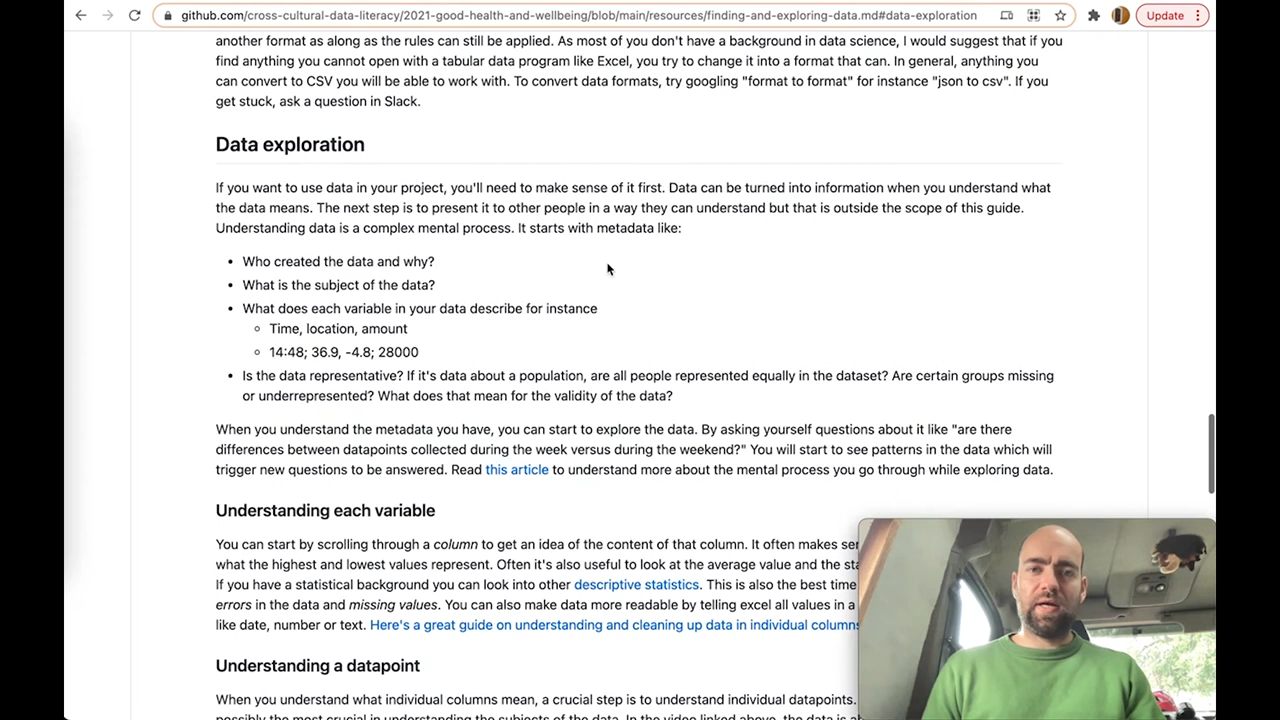 github.com/cross-cultural-data-literacy/2021-good-health-and-wellbeing/blob/main/resources/finding-and-exploring-data.md#data-exploration
Update
another format as along as the rules can still be applied. As most of you don't have a background in data science, I would suggest that if you
find anything you cannot open with a tabular data program like Excel, you try to change it into a format that can. In general, anything you
can convert to CSV you will be able to work with. To convert data formats, try googling "format to format" for instance "json to csv". If you
get stuck, ask a question in Slack.
Data exploration
If you want to use data in your project, you'll need to make sense of it first. Data can be turned into information when you understand what
the data means. The next step is to present it to other people in a way they can understand but that is outside the scope of this guide.
Understanding data is a complex mental process. It starts with metadata like:
• Who created the data and why?
• What is the subject of the data?
• What does each variable in your data describe for instance
◦ Time, location, amount
◦ 14:48; 36.9, -4.8; 28000
• Is the data representative? If it's data about a population, are all people represented equally in the dataset? Are certain groups missing
or underrepresented? What does that mean for the validity of the data?
When you understand the metadata you have, you can start to explore the data. By asking yourself questions about it like "are there
differences between datapoints collected during the week versus during the weekend?" You will start to see patterns in the data which will
trigger new questions to be answered. Read this article to understand more about the mental process you go through while exploring data.
Understanding each variable
You can start by scrolling through a column to get an idea of the content of that column. It often makes
what the highest and lowest values represent. Often it's also useful to look at the average value and the
If you have a statistical background you can look into other descriptive statistics. This is also the best time
errors in the data and missing values. You can also make data more readable by telling excel all values in a
like date, number or text. Here's a great guide on understanding and cleaning up data in individual columns
Understanding a datapoint
When you understand what individual columns mean, a crucial step is to understand individual datapoints.
possibly the most crucial in understanding the subjects of the data. In the video linked above, the data is